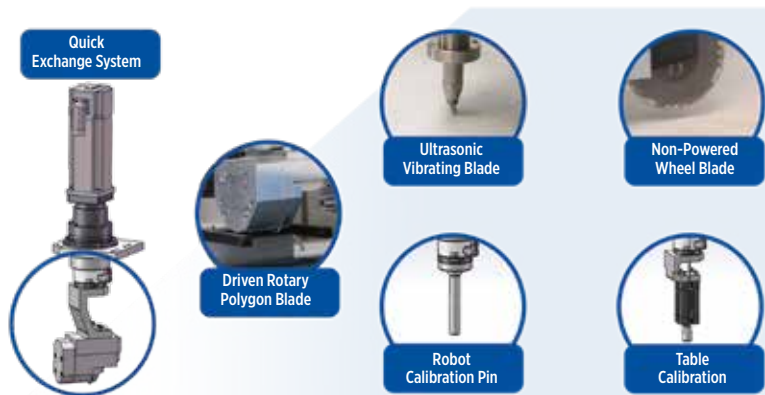 Quick
Exchange System
Driven Rotary
Polygon Blade
Ultrasonic
Vibrating Blade
Non-Powered
Wheel Blade
Robot
Calibration Pin
Table
Calibration